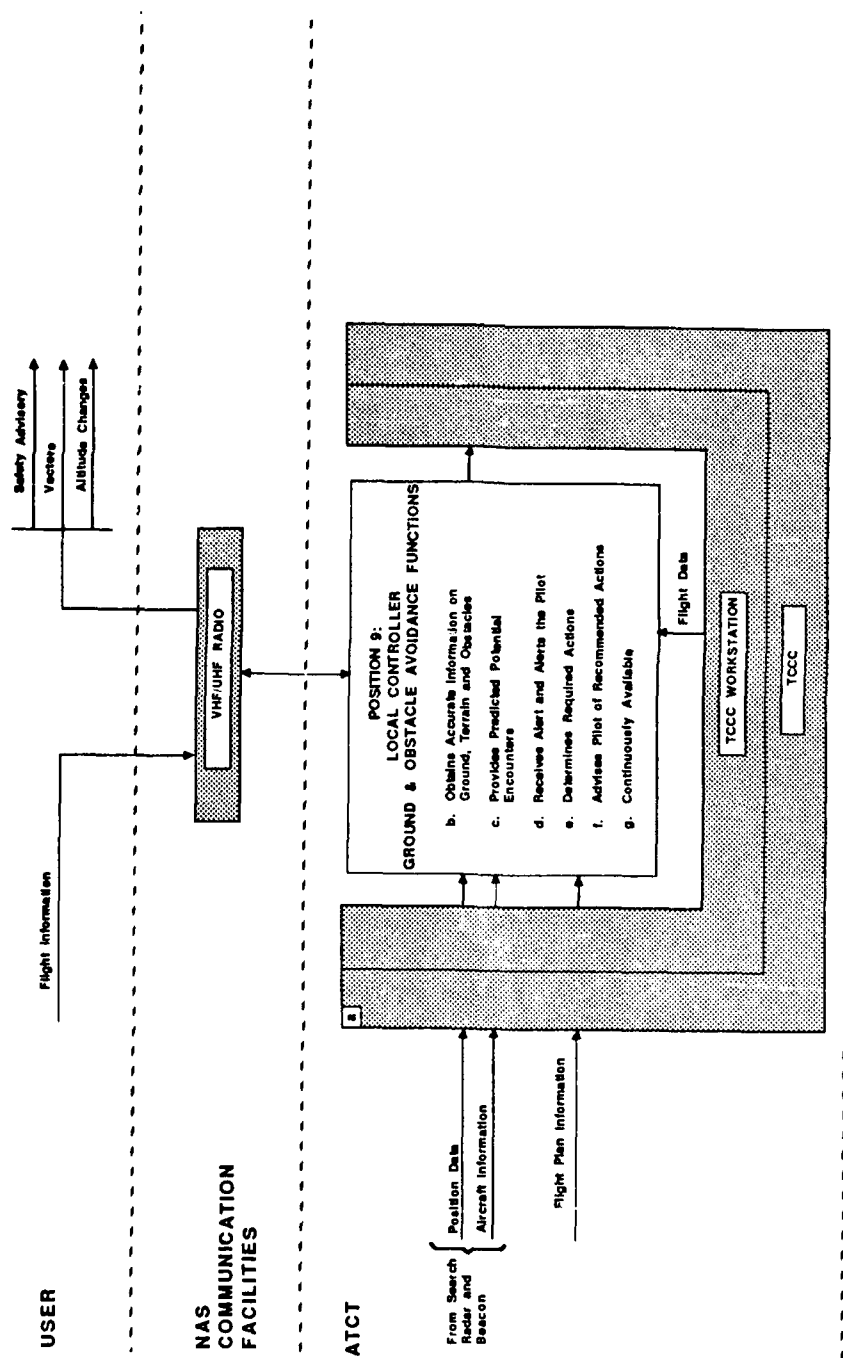 USER
Flight Information
Safety Advisory
Vectors
Altitude Changes
NAS
COMMUNICATION
FACILITIES
VHF/UHF RADIO
ATCT
From Search
Radar and
Beacon
Position Data
Aircraft Information
Flight Plan Information
a
POSITION 9:
LOCAL CONTROLLER
GROUND & OBSTACLE AVOIDANCE FUNCTIONS
b. Obtains Accurate Information on
Ground, Terrain and Obstacles
c. Provides Predicted Potential
Encounters
d. Receives Alert and Alerts the Pilot
e. Determines Required Actions
f. Advises Pilot of Recommended Actions
g. Continuously Available
Flight Data
TCCC WORKSTATION
TCCC